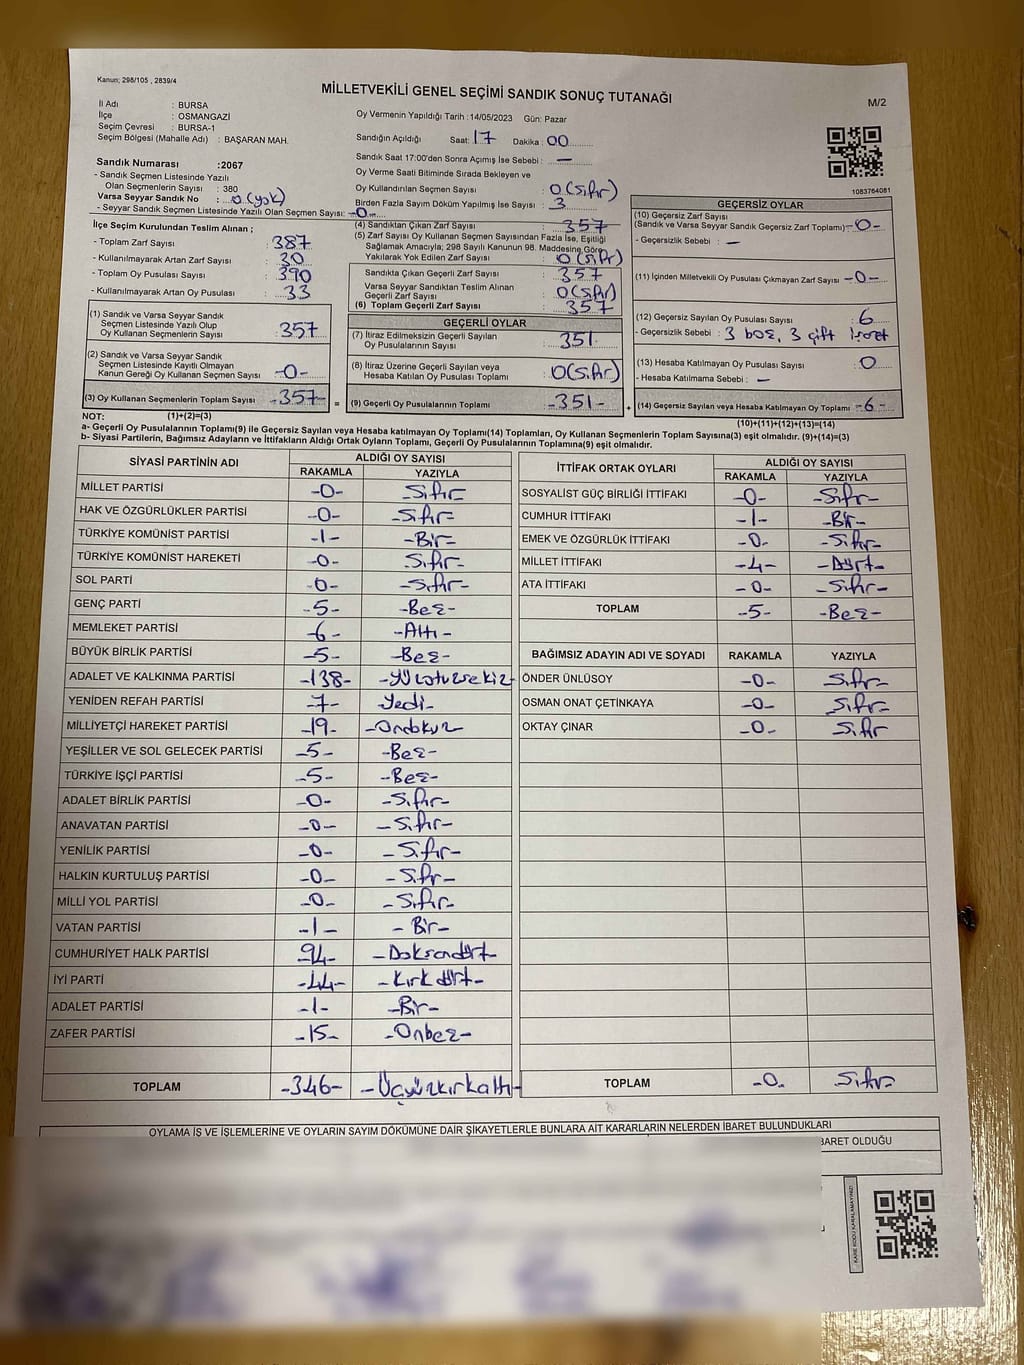 Kanun; 298/105 , 2839/4
MİLLETVEKİLİ GENEL SEÇİMİ SANDIK SONUÇ TUTANAĞI
M/2
İl Adı : BURSA
İlçe : OSMANGAZİ
Seçim Çevresi : BURSA-1
Seçim Bölgesi (Mahalle Adı) : BAŞARAN MAH.
Sandık Numarası :2067
- Sandık Seçmen Listesinde Yazılı
Olan Seçmenlerin Sayısı : 380
Varsa Seyyar Sandık No : 0 (yok)
- Seyyar Sandık Seçmen Listesinde Yazılı Olan Seçmen Sayısı: -0-
Oy Vermenin Yapıldığı Tarih : 14/05/2023 Gün: Pazar
Sandığın Açıldığı Saat: 17 Dakika : 00
Sandık Saat 17:00'den Sonra Açımış İse Sebebi : —
Oy Verme Saati Bitiminde Sırada Bekleyen ve
Oy Kullandırılan Seçmen Sayısı : 0 (sıfır)
Birden Fazla Sayım Döküm Yapılmış İse Sayısı : 3
1083764081
İlçe Seçim Kurulundan Teslim Alınan ;
- Toplam Zarf Sayısı : 387
- Kullanılmayarak Artan Zarf Sayısı : 30
- Toplam Oy Pusulası Sayısı : 390
- Kullanılmayarak Artan Oy Pusulası : 33
(1) Sandık ve Varsa Seyyar Sandık
Seçmen Listesinde Yazılı Olup
Oy Kullanan Seçmenlerin Sayısı : 357
(2) Sandık ve Varsa Seyyar Sandık
Seçmen Listesinde Kayıtlı Olmayan
Kanun Gereği Oy Kullanan Seçmen Sayısı : -0-
(3) Oy Kullanan Seçmenlerin Toplam Sayısı : -357- =
(4) Sandıktan Çıkan Zarf Sayısı : 357
(5) Zarf Sayısı Oy Kullanan Seçmen Sayısından Fazla İse, Eşitliği
Sağlamak Amacıyla; 298 Sayılı Kanunun 98. Maddesine Göre
Yakılarak Yok Edilen Zarf Sayısı : 0 (sıfır)
Sandıkta Çıkan Geçerli Zarf Sayısı : 357
Varsa Seyyar Sandıktan Teslim Alınan
Geçerli Zarf Sayısı : 0 (sıfır)
(6) Toplam Geçerli Zarf Sayısı : 357
GEÇERLİ OYLAR
(7) İtiraz Edilmeksizin Geçerli Sayılan
Oy Pusulalarının Sayısı : 351
(8) İtiraz Üzerine Geçerli Sayılan veya
Hesaba Katılan Oy Pusulası Toplamı : 0 (sıfır)
(9) Geçerli Oy Pusulalarının Toplamı : -351- +
GEÇERSİZ OYLAR
(10) Geçersiz Zarf Sayısı
(Sandık ve Varsa Seyyar Sandık Geçersiz Zarf Toplamı) -0-
- Geçersizlik Sebebi : —
(11) İçinden Milletvekili Oy Pusulası Çıkmayan Zarf Sayısı -0-
(12) Geçersiz Sayılan Oy Pusulası Sayısı : 6
- Geçersizlik Sebebi : 3 boş, 3 çift işaret
(13) Hesaba Katılmayan Oy Pusulası Sayısı : 0
- Hesaba Katılmama Sebebi : —
(14) Geçersiz Sayılan veya Hesaba Katılmayan Oy Toplamı -6-
NOT: (1)+(2)=(3) (10)+(11)+(12)+(13)=(14)
a- Geçerli Oy Pusulalarının Toplamı(9) ile Geçersiz Sayılan veya Hesaba katılmayan Oy Toplamı(14) Toplamları, Oy Kullanan Seçmenlerin Toplam Sayısına(3) eşit olmalıdır. (9)+(14)=(3)
b- Siyasi Partilerin, Bağımsız Adayların ve İttifakların Aldığı Ortak Oyların Toplamı, Geçerli Oy Pusulalarının Toplamına(9) eşit olmalıdır.
SİYASİ PARTİNİN ADI ALDIĞI OY SAYISI
RAKAMLA YAZIYLA
MİLLET PARTİSİ -0- Sıfır
HAK VE ÖZGÜRLÜKLER PARTİSİ -0- -Sıfır-
TÜRKİYE KOMÜNİST PARTİSİ -1- -Bir-
TÜRKİYE KOMÜNİST HAREKETİ -0- Sıfır-
SOL PARTİ -0- -Sıfır-
GENÇ PARTİ -5- -Beş-
MEMLEKET PARTİSİ -6- -Altı-
BÜYÜK BİRLİK PARTİSİ -5- -Beş-
ADALET VE KALKINMA PARTİSİ -138- -Yüzotuzsekiz-
YENİDEN REFAH PARTİSİ -7- Yedi-
MİLLİYETÇİ HAREKET PARTİSİ -19- -Ondokuz
YEŞİLLER VE SOL GELECEK PARTİSİ -5- -Beş-
TÜRKİYE İŞÇİ PARTİSİ -5- -Beş-
ADALET BİRLİK PARTİSİ -0- -Sıfır-
ANAVATAN PARTİSİ -0- -Sıfır-
YENİLİK PARTİSİ -0- -Sıfır-
HALKIN KURTULUŞ PARTİSİ -0- -Sıfır-
MİLLİ YOL PARTİSİ -0- -Sıfır-
VATAN PARTİSİ -1- -Bir-
CUMHURİYET HALK PARTİSİ 94- -Doksandört-
İYİ PARTİ -44- -Kırkdört-
ADALET PARTİSİ -1- -Bir-
ZAFER PARTİSİ -15- -Onbeş-
TOPLAM -346- -Üçyüzkırkaltı-
İTTİFAK ORTAK OYLARI ALDIĞI OY SAYISI
RAKAMLA YAZIYLA
SOSYALİST GÜÇ BİRLİĞİ İTTİFAKI -0- -Sıfır-
CUMHUR İTTİFAKI -1- -Bir-
EMEK VE ÖZGÜRLÜK İTTİFAKI -0- -Sıfır-
MİLLET İTTİFAKI -4- -Dört-
ATA İTTİFAKI -0- -Sıfır-
TOPLAM -5- -Beş-
BAĞIMSIZ ADAYIN ADI VE SOYADI RAKAMLA YAZIYLA
ÖNDER ÜNLÜSOY -0- Sıfır-
OSMAN ONAT ÇETİNKAYA -0- Sıfır-
OKTAY ÇINAR -0- Sıfır
TOPLAM -0- Sıfır-
OYLAMA İŞ VE İŞLEMLERİNE VE OYLARIN SAYIM DÖKÜMÜNE DAİR ŞİKAYETLERLE BUNLARA AİT KARARLARIN NELERDEN İBARET BULUNDUKLARI
BARET OLDUĞU
KARE KODU KARALAMAYINIZ!